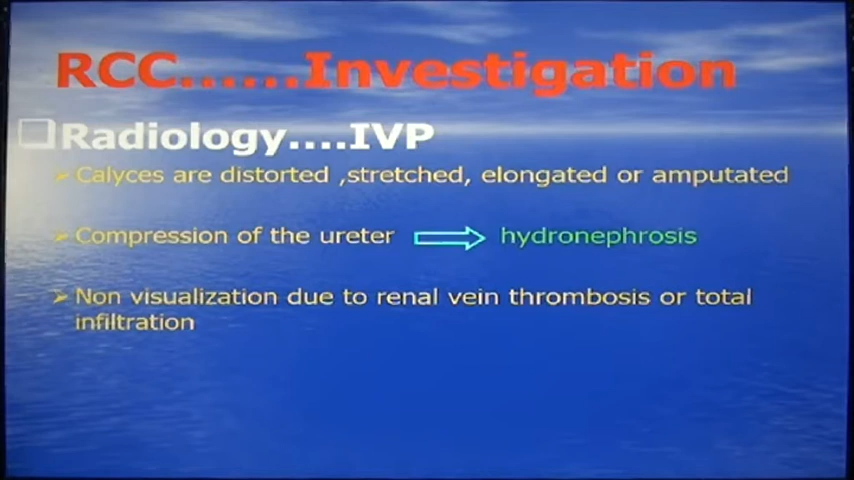 RCC......Investigation
Radiology....IVP
Calyces are distorted ,stretched, elongated or amputated
Compression of the ureter hydronephrosis
Non visualization due to renal vein thrombosis or total
infiltration